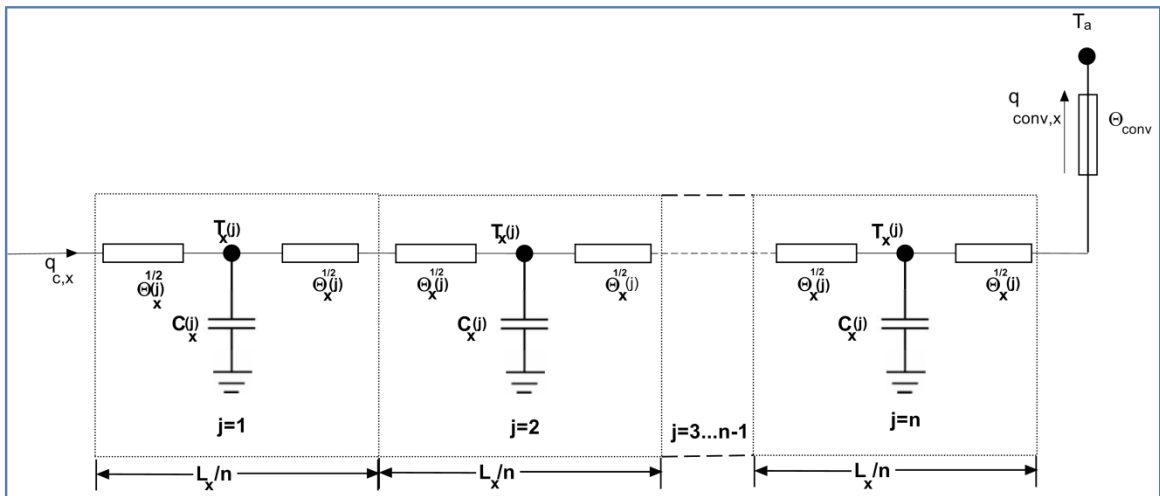 Ta
q
conv,x
Θconv
Tx(j)
Tx(j)
Tx(j)
qc,x
Θx(j)1/2
Θx(j)1/2
Θx(j)1/2
Θx(j)1/2
Θx(j)1/2
Θx(j)1/2
Cx(j)
Cx(j)
Cx(j)
j=1
j=2
j=3...n-1
j=n
Lx/n
Lx/n
Lx/n